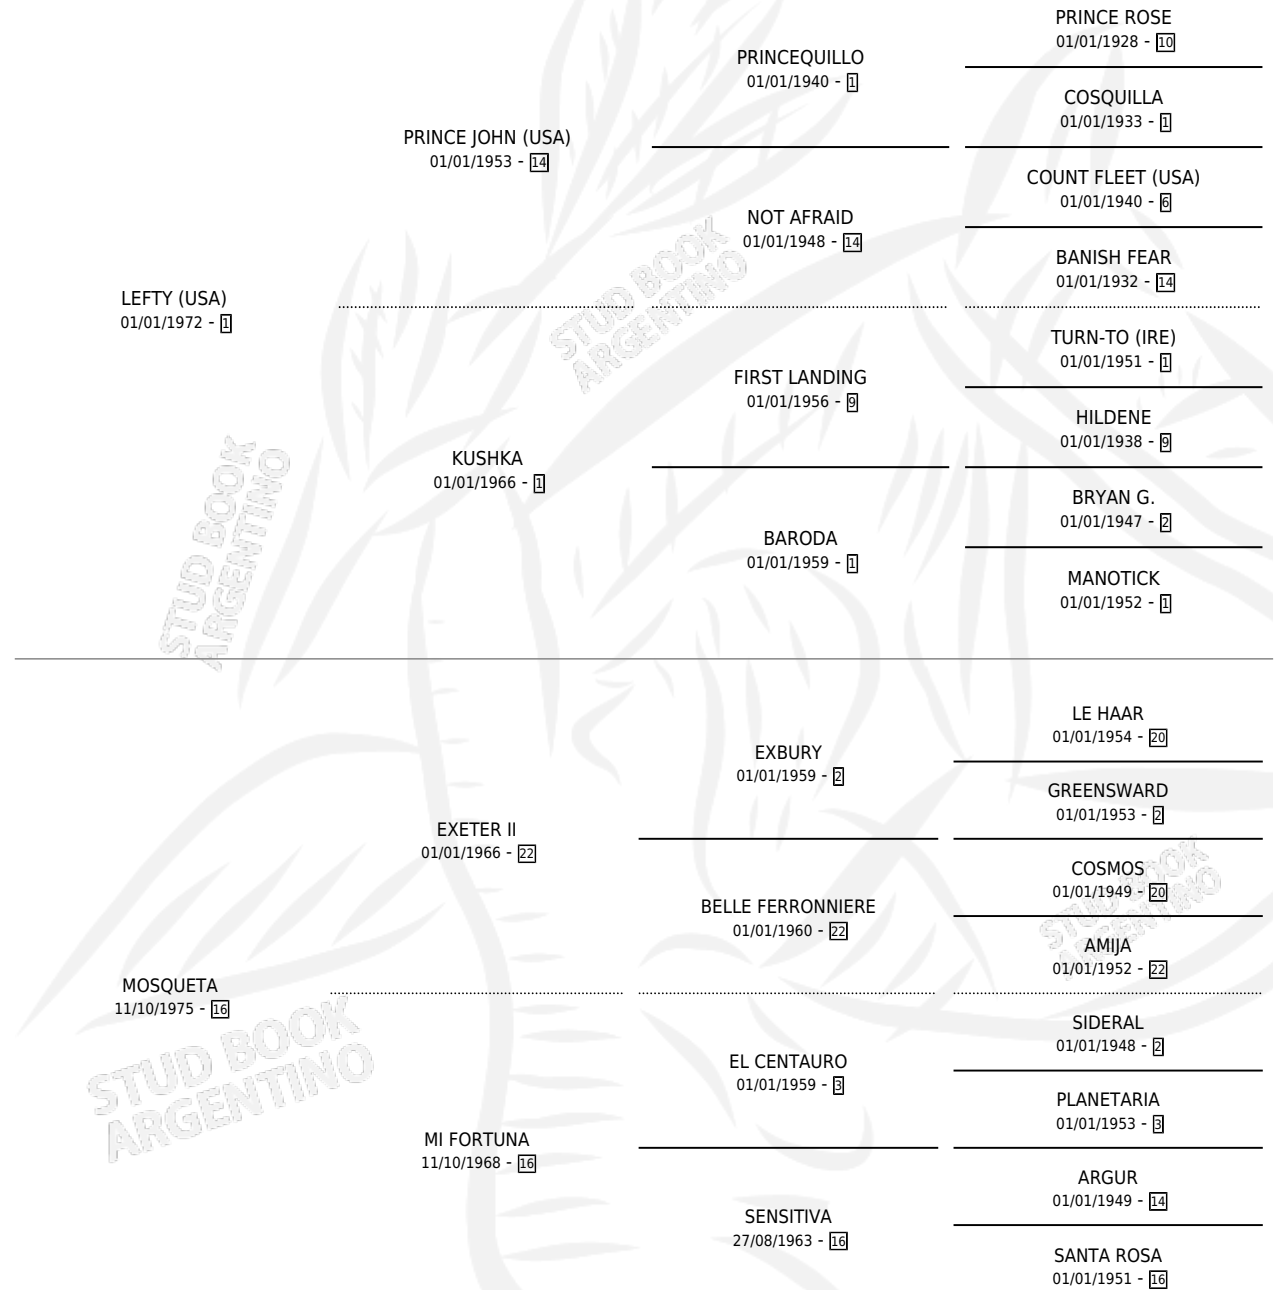 PRINCE ROSE
01/01/1928 - 10
PRINCEQUILLO
01/01/1940 - 1
COSQUILLA
01/01/1933 - 1
PRINCE JOHN (USA)
01/01/1953 - 14
COUNT FLEET (USA)
01/01/1940 - 6
NOT AFRAID
01/01/1948 - 14
BANISH FEAR
01/01/1932 - 14
LEFTY (USA)
01/01/1972 - 1
STUD BOOK
ARGENTINO
TURN-TO (IRE)
01/01/1951 - 1
FIRST LANDING
01/01/1956 - 9
HILDENE
01/01/1938 - 9
KUSHKA
01/01/1966 - 1
BRYAN G.
01/01/1947 - 2
BARODA
01/01/1959 - 1
MANOTICK
01/01/1952 - 1
STUD BOOK
ARGENTINO
LE HAAR
01/01/1954 - 20
EXBURY
01/01/1959 - 2
GREENSWARD
01/01/1953 - 2
EXETER II
01/01/1966 - 22
COSMOS
01/01/1949 - 20
BELLE FERRONNIERE
01/01/1960 - 22
STUD BOOK
ARGENTINO
AMIJA
01/01/1952 - 22
MOSQUETA
11/10/1975 - 16
STUD BOOK
ARGENTINO
SIDERAL
01/01/1948 - 2
EL CENTAURO
01/01/1959 - 3
PLANETARIA
01/01/1953 - 3
MI FORTUNA
11/10/1968 - 16
ARGUR
01/01/1949 - 14
SENSITIVA
27/08/1963 - 16
SANTA ROSA
01/01/1951 - 16